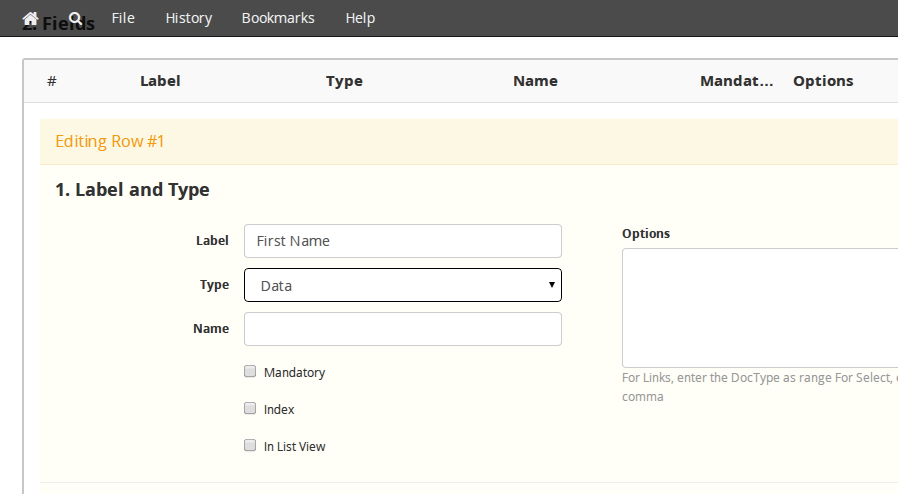 File History Bookmarks Help
2. Fields
# Label Type Name Mandat... Options
Editing Row #1
1. Label and Type
Label First Name
Options
Type Data
Name
Mandatory
For Links, enter the DocType as range For Select,
comma
Index
In List View